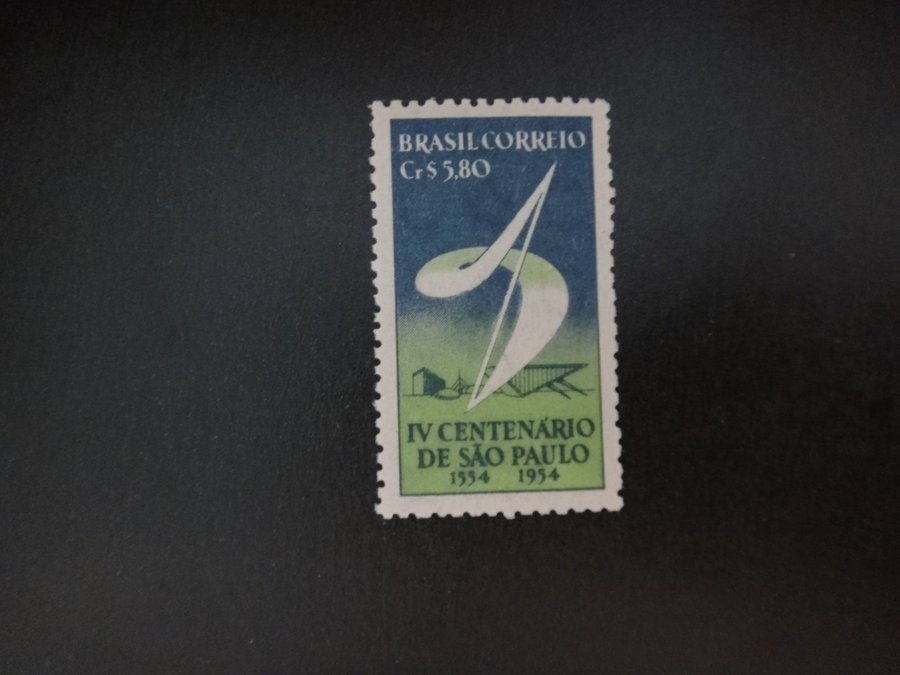 BRASIL CORREIO
Cr $ 5,80
IV CENTENÁRIO
DE SÃO PAULO
1554 1954